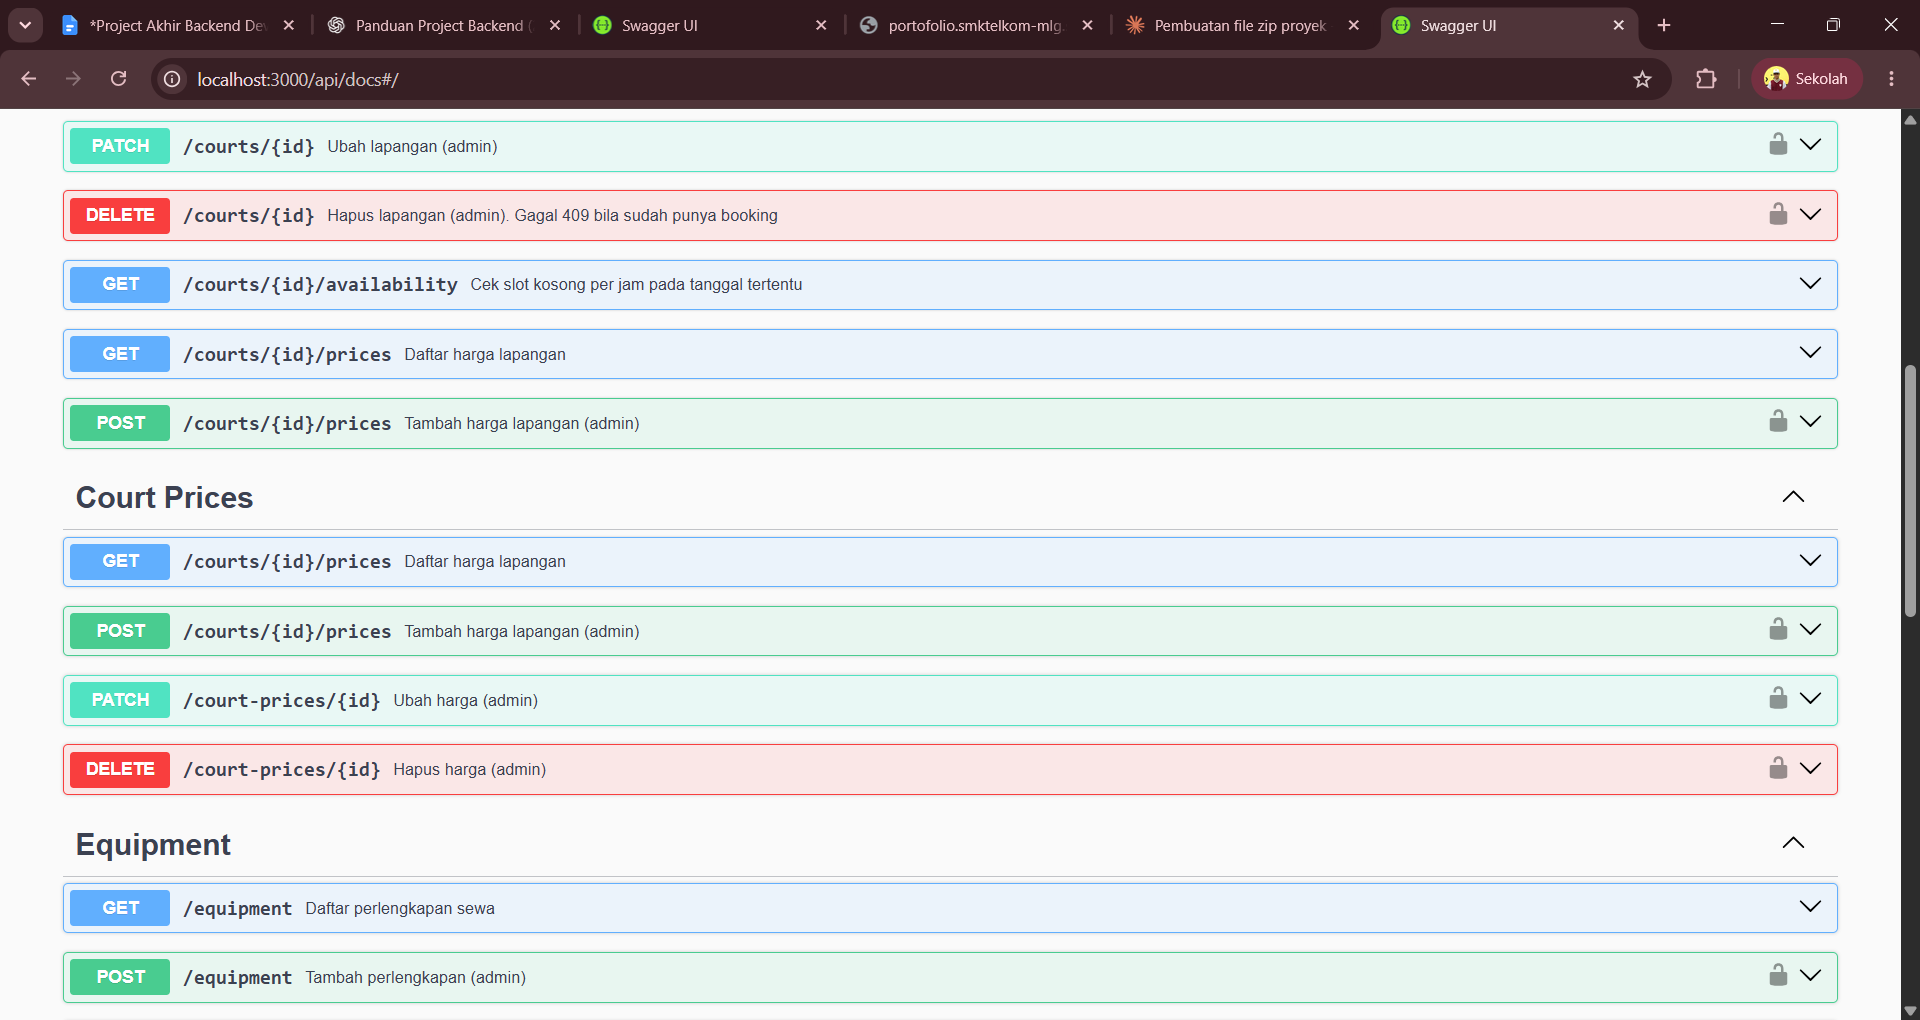 *Project Akhir Backend De
Panduan Project Backend (
Swagger UI
portofolio.smktelkom-mlg.
Pembuatan file zip proyek
Swagger UI
localhost:3000/api/docs#/
Sekolah
PATCH /courts/{id} Ubah lapangan (admin)
DELETE /courts/{id} Hapus lapangan (admin). Gagal 409 bila sudah punya booking
GET /courts/{id}/availability Cek slot kosong per jam pada tanggal tertentu
GET /courts/{id}/prices Daftar harga lapangan
POST /courts/{id}/prices Tambah harga lapangan (admin)
Court Prices
GET /courts/{id}/prices Daftar harga lapangan
POST /courts/{id}/prices Tambah harga lapangan (admin)
PATCH /court-prices/{id} Ubah harga (admin)
DELETE /court-prices/{id} Hapus harga (admin)
Equipment
GET /equipment Daftar perlengkapan sewa
POST /equipment Tambah perlengkapan (admin)